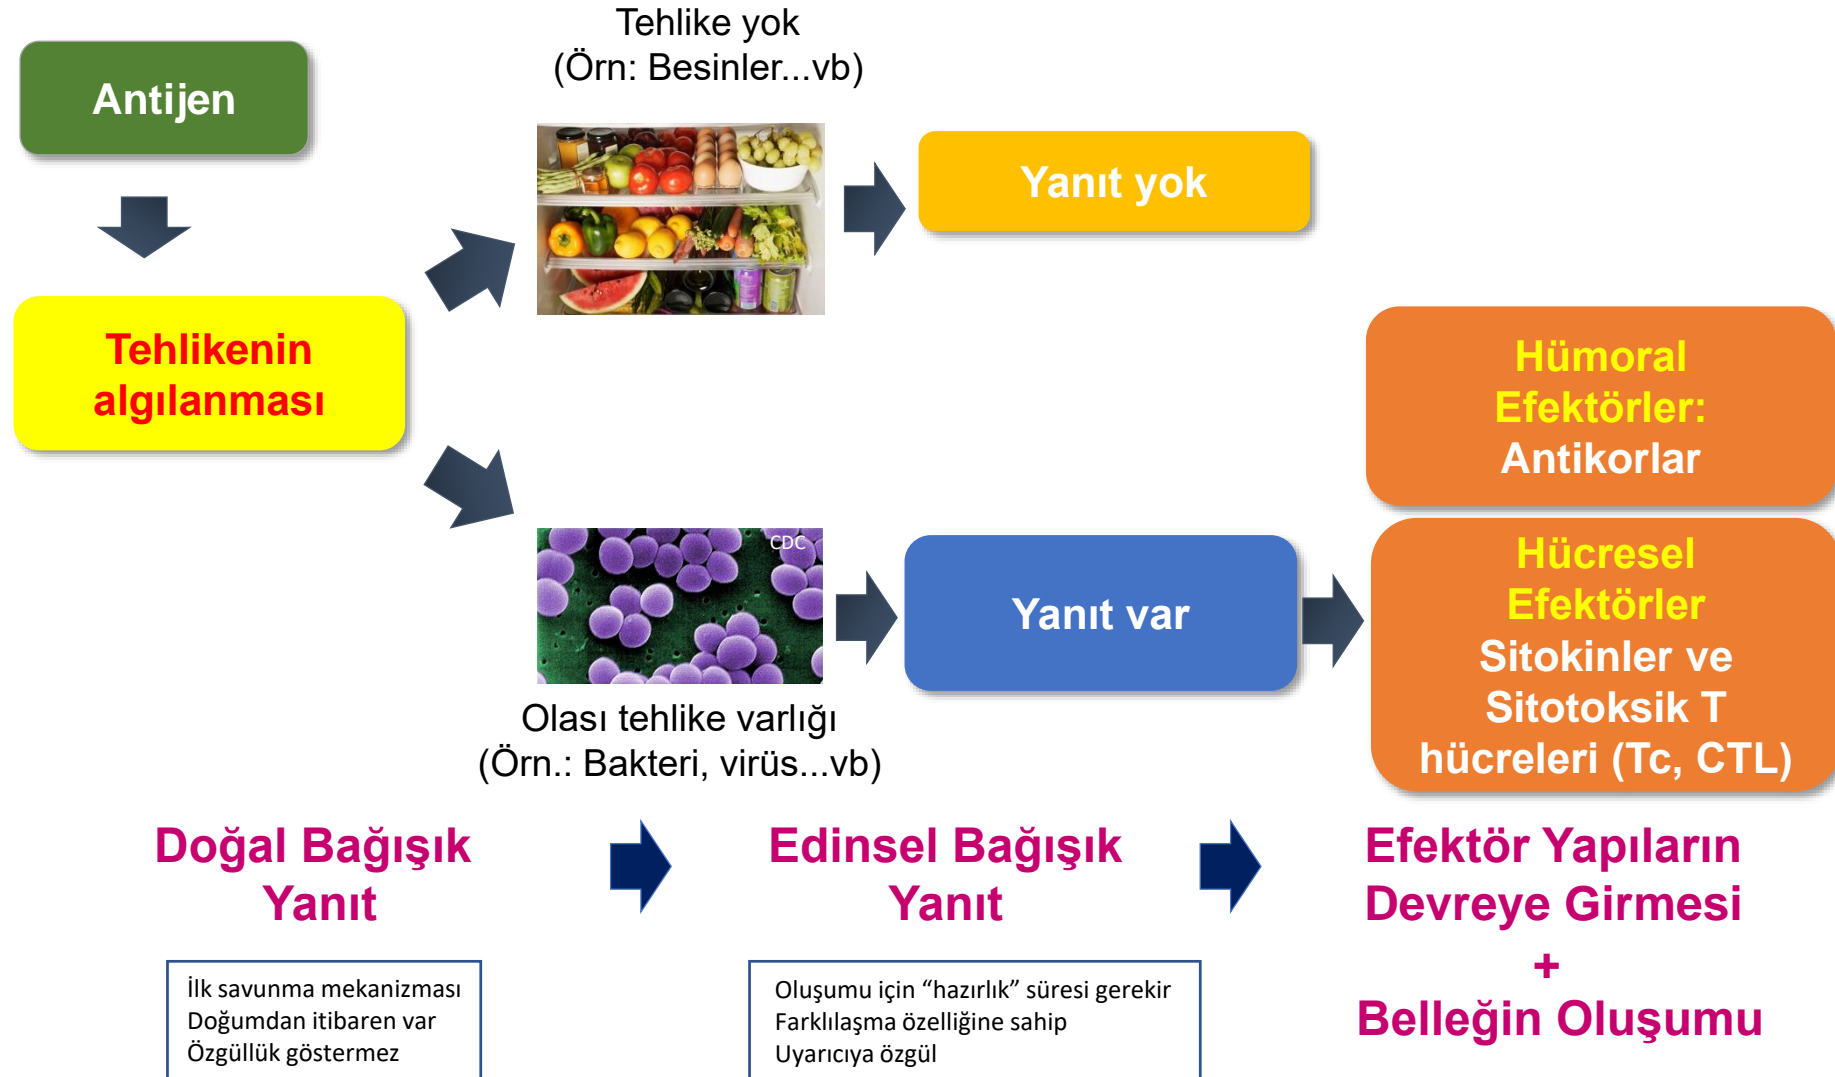 Tehlike yok
(Örn: Besinler...vb)
Antijen
Yanıt yok
Tehlikenin
algılanması
Hümoral
Efektörler:
Antikorlar
CDC
Yanıt var
Hücresel
Efektörler
Sitokinler ve
Sitotoksik T
hücreleri (Tc, CTL)
Olası tehlike varlığı
(Örn.: Bakteri, virüs...vb)
Doğal Bağışık
Yanıt
Edinsel Bağışık
Yanıt
Efektör Yapıların
Devreye Girmesi
+
Belleğin Oluşumu
İlk savunma mekanizması
Doğumdan itibaren var
Özgüllük göstermez
Oluşumu için “hazırlık” süresi gerekir
Farklılaşma özelliğine sahip
Uyarıcıya özgül